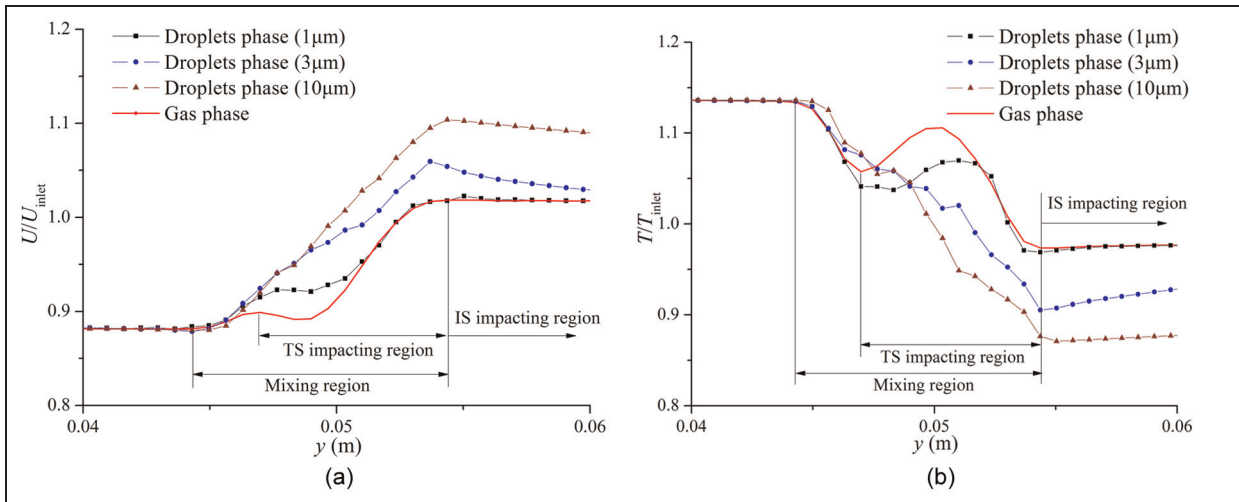 Droplets phase (1μm)
Droplets phase (3μm)
Droplets phase (10μm)
Gas phase
1.2
1.1
1.0
0.9
0.8
U/U_inlet
IS impacting region
TS impacting region
Mixing region
0.04
0.05
0.06
y (m)
(a)
Droplets phase (1μm)
Droplets phase (3μm)
Droplets phase (10μm)
Gas phase
1.2
1.1
1.0
0.9
0.8
T/T_inlet
IS impacting region
TS impacting region
Mixing region
0.04
0.05
0.06
y (m)
(b)